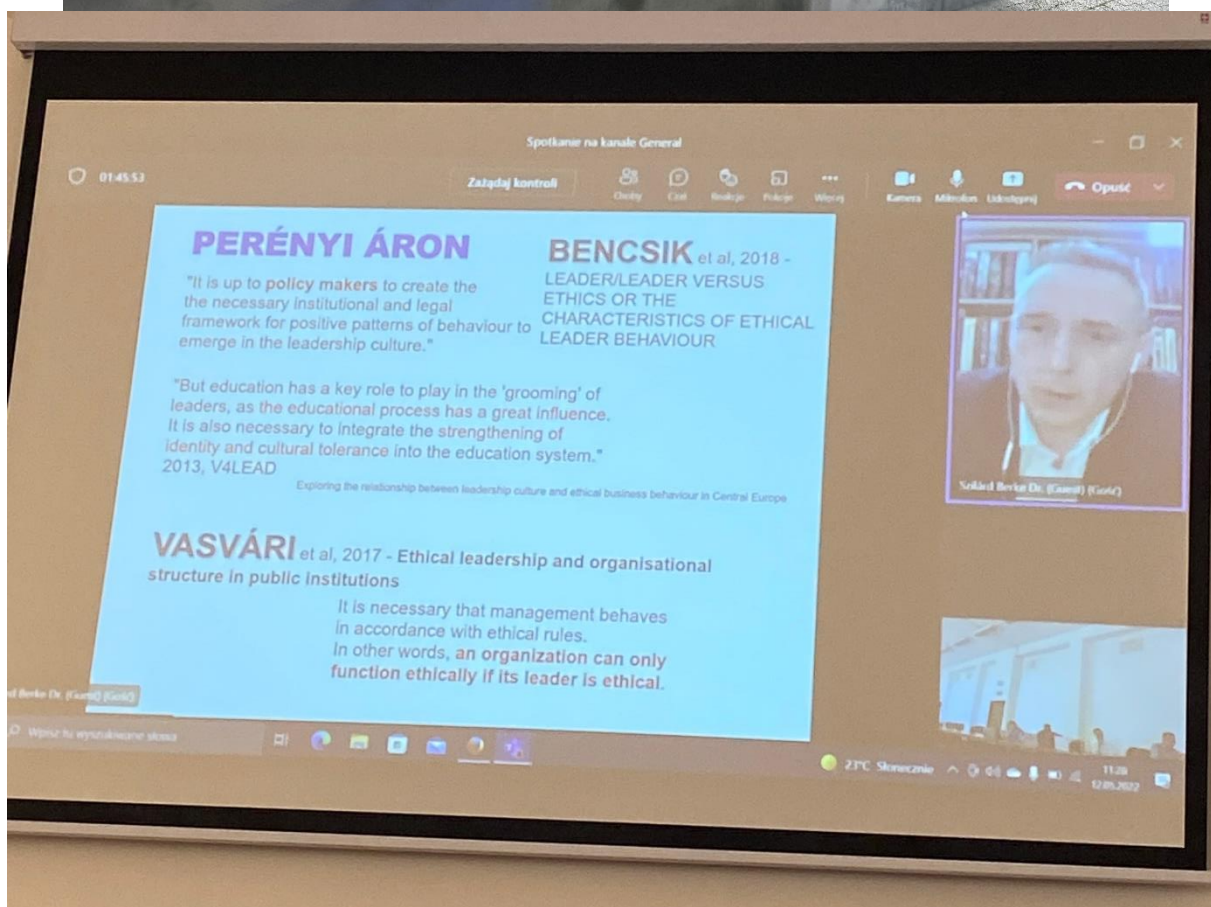 Spotkanie na kanale General
01:45:53
Zażądaj kontroli
Osoby
Czat
Reakcje
Pokoje
Więcej
Kamera
Mikrofon
Udostępnij
Opuść
PERÉNYI ÁRON
"It is up to policy makers to create the
the necessary institutional and legal
framework for positive patterns of behaviour to
emerge in the leadership culture."
BENCSIK et al, 2018 -
LEADER/LEADER VERSUS
ETHICS OR THE
CHARACTERISTICS OF ETHICAL
LEADER BEHAVIOUR
"But education has a key role to play in the 'grooming' of
leaders, as the educational process has a great influence.
It is also necessary to integrate the strengthening of
identity and cultural tolerance into the education system."
2013, V4LEAD
Exploring the relationship between leadership culture and ethical business behaviour in Central Europe
VASVÁRI et al, 2017 - Ethical leadership and organisational
structure in public institutions
It is necessary that management behaves
in accordance with ethical rules.
In other words, an organization can only
function ethically if its leader is ethical.
Szilárd Berke Dr. (Guest) (Gość)
d Berke Dr. (Guest) (Gość)
Wpisz tu wyszukiwane słowa
23°C Słonecznie
11:28
12.05.2022